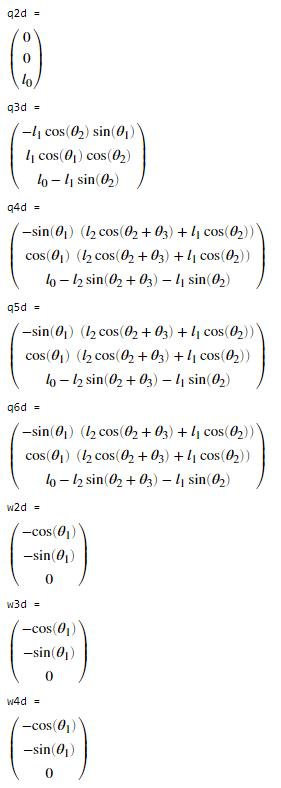 q2d =
0
0
l₀
q3d =
−l₁ cos(θ₂) sin(θ₁)
l₁ cos(θ₁) cos(θ₂)
l₀ − l₁ sin(θ₂)
q4d =
−sin(θ₁) (l₂ cos(θ₂ + θ₃) + l₁ cos(θ₂))
cos(θ₁) (l₂ cos(θ₂ + θ₃) + l₁ cos(θ₂))
l₀ − l₂ sin(θ₂ + θ₃) − l₁ sin(θ₂)
q5d =
−sin(θ₁) (l₂ cos(θ₂ + θ₃) + l₁ cos(θ₂))
cos(θ₁) (l₂ cos(θ₂ + θ₃) + l₁ cos(θ₂))
l₀ − l₂ sin(θ₂ + θ₃) − l₁ sin(θ₂)
q6d =
−sin(θ₁) (l₂ cos(θ₂ + θ₃) + l₁ cos(θ₂))
cos(θ₁) (l₂ cos(θ₂ + θ₃) + l₁ cos(θ₂))
l₀ − l₂ sin(θ₂ + θ₃) − l₁ sin(θ₂)
w2d =
−cos(θ₁)
−sin(θ₁)
0
w3d =
−cos(θ₁)
−sin(θ₁)
0
w4d =
−cos(θ₁)
−sin(θ₁)
0